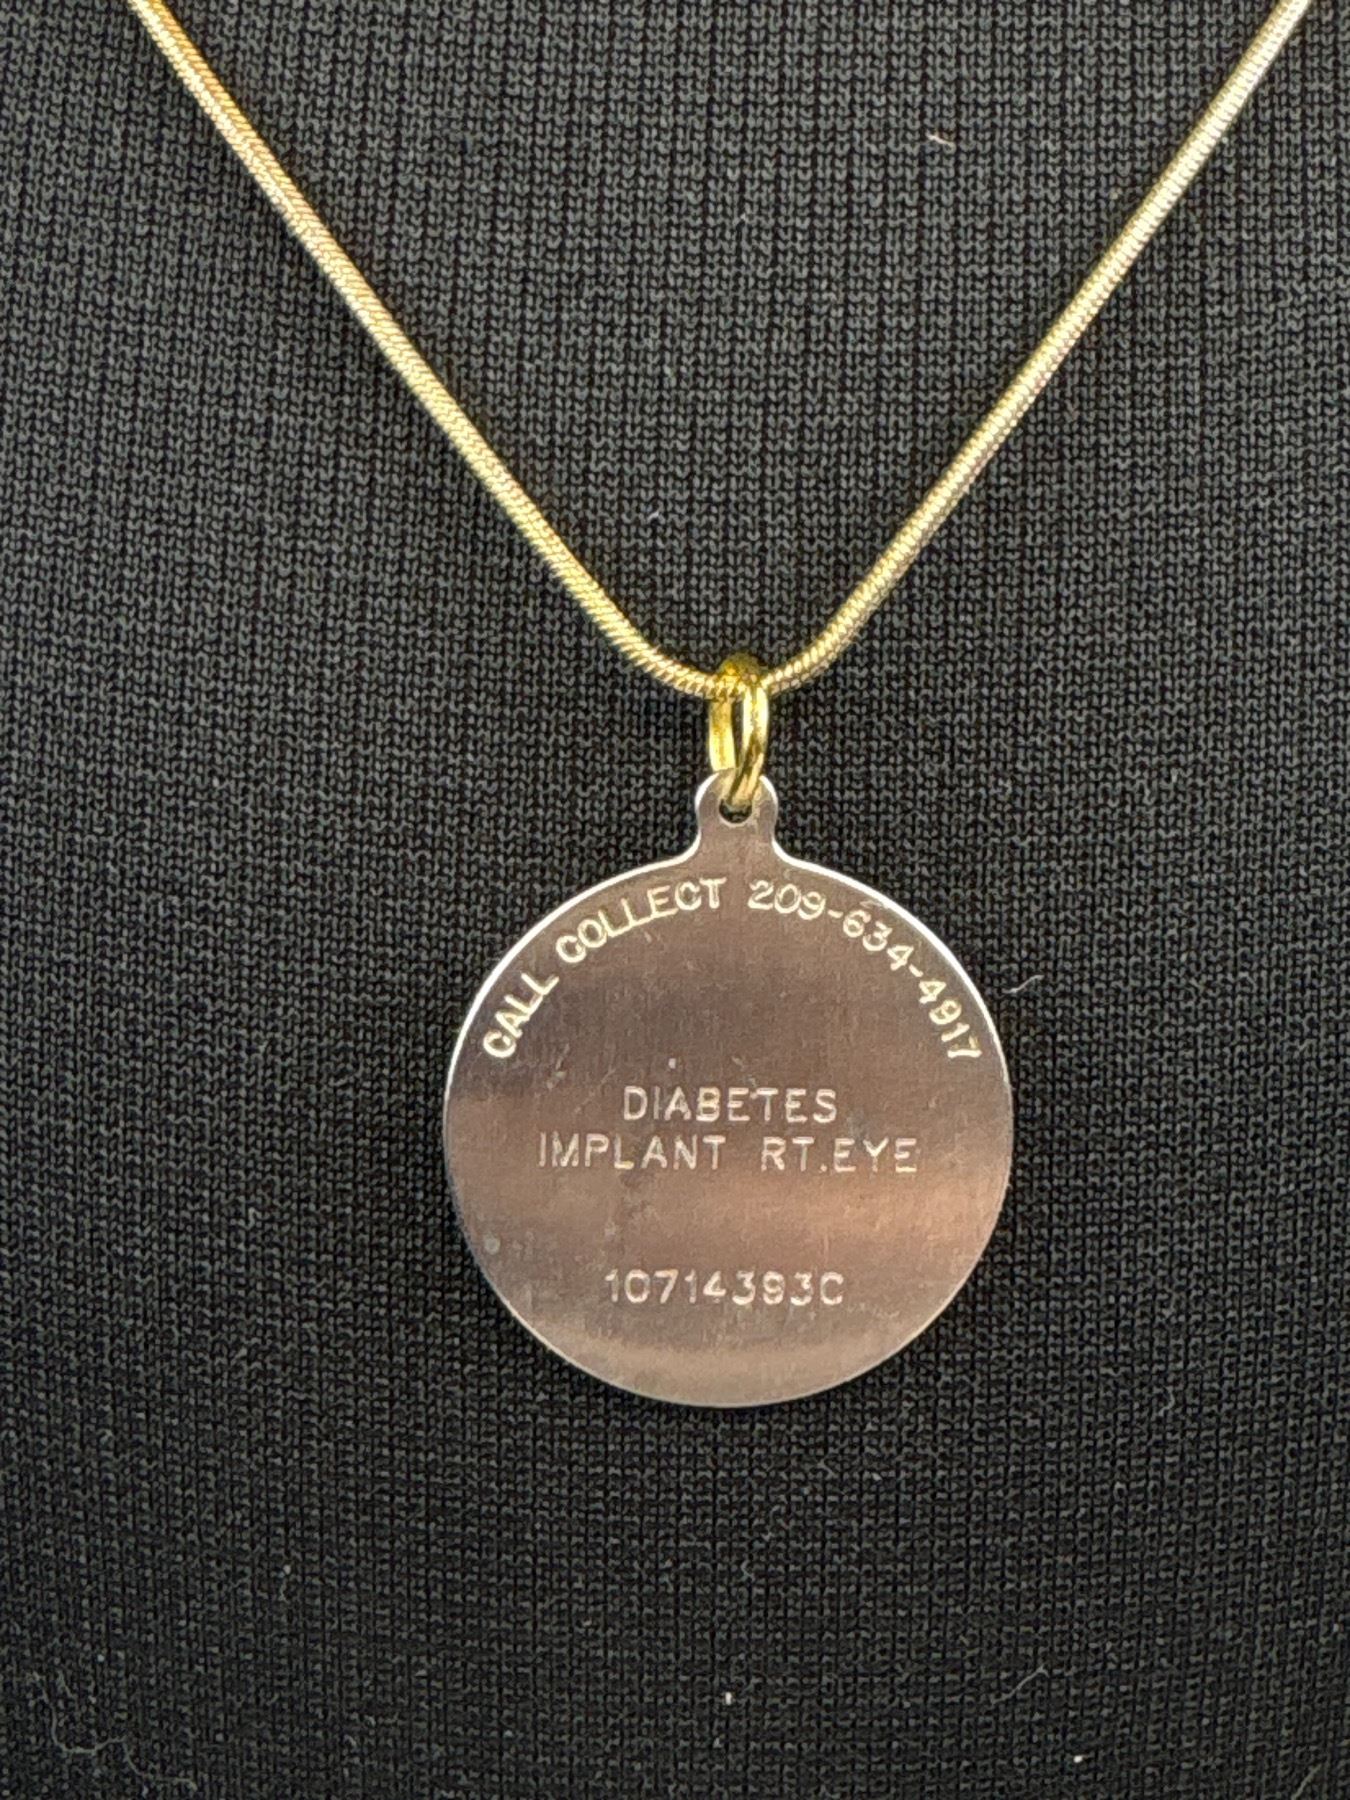 CALL COLLECT 209-634-4917
DIABETES
IMPLANT RT.EYE
10714393C